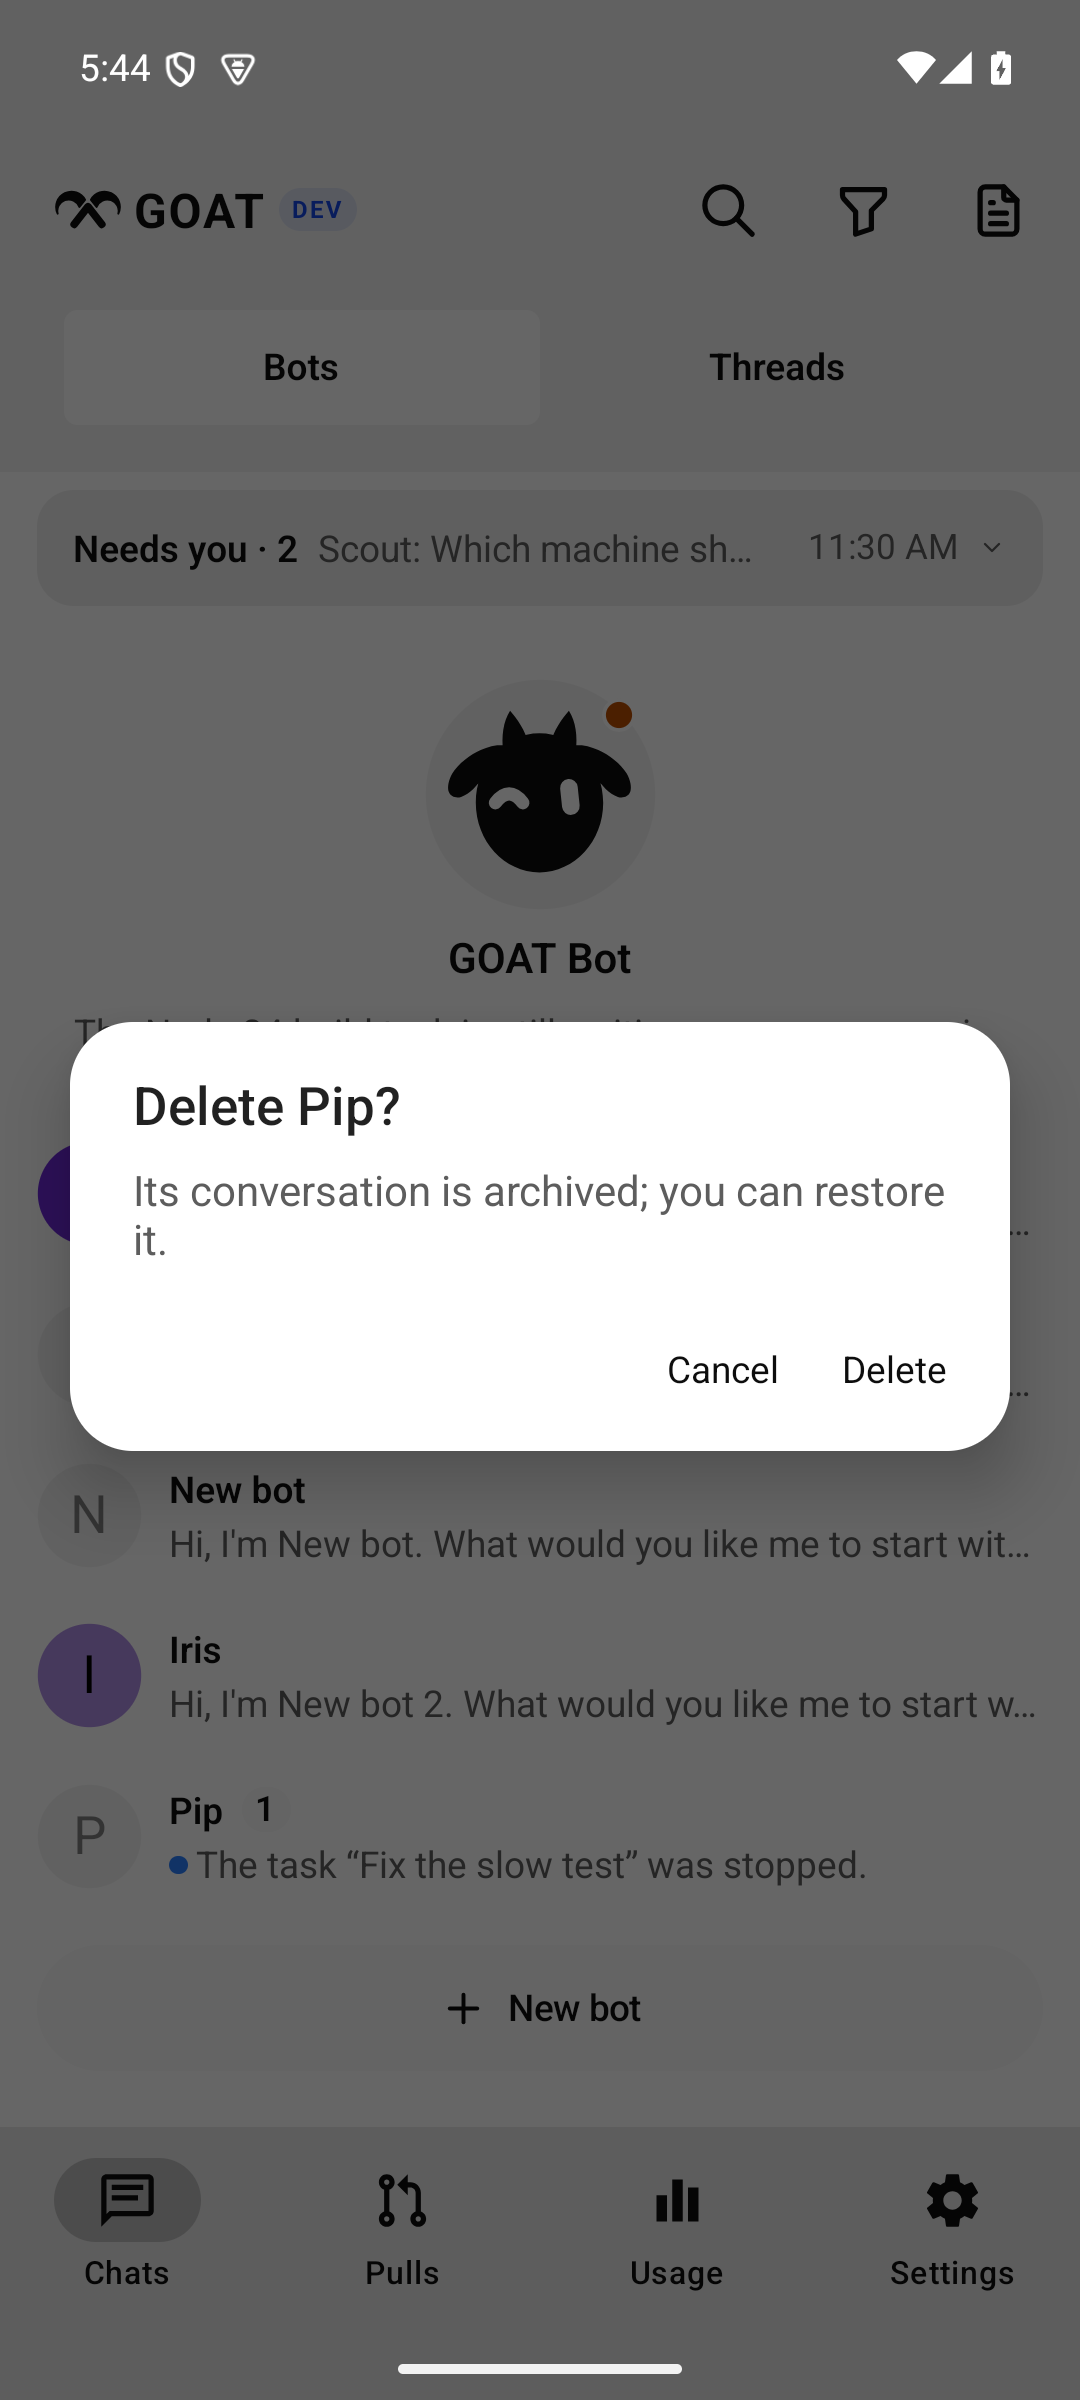 5:44
GOAT DEV
Bots Threads
Needs you · 2 Scout: Which machine sh… 11:30 AM
GOAT Bot
Delete Pip?
Its conversation is archived; you can restore
it.
Cancel Delete
N New bot
Hi, I'm New bot. What would you like me to start wit…
I Iris
Hi, I'm New bot 2. What would you like me to start w…
P Pip 1
The task “Fix the slow test” was stopped.
New bot
Chats Pulls Usage Settings